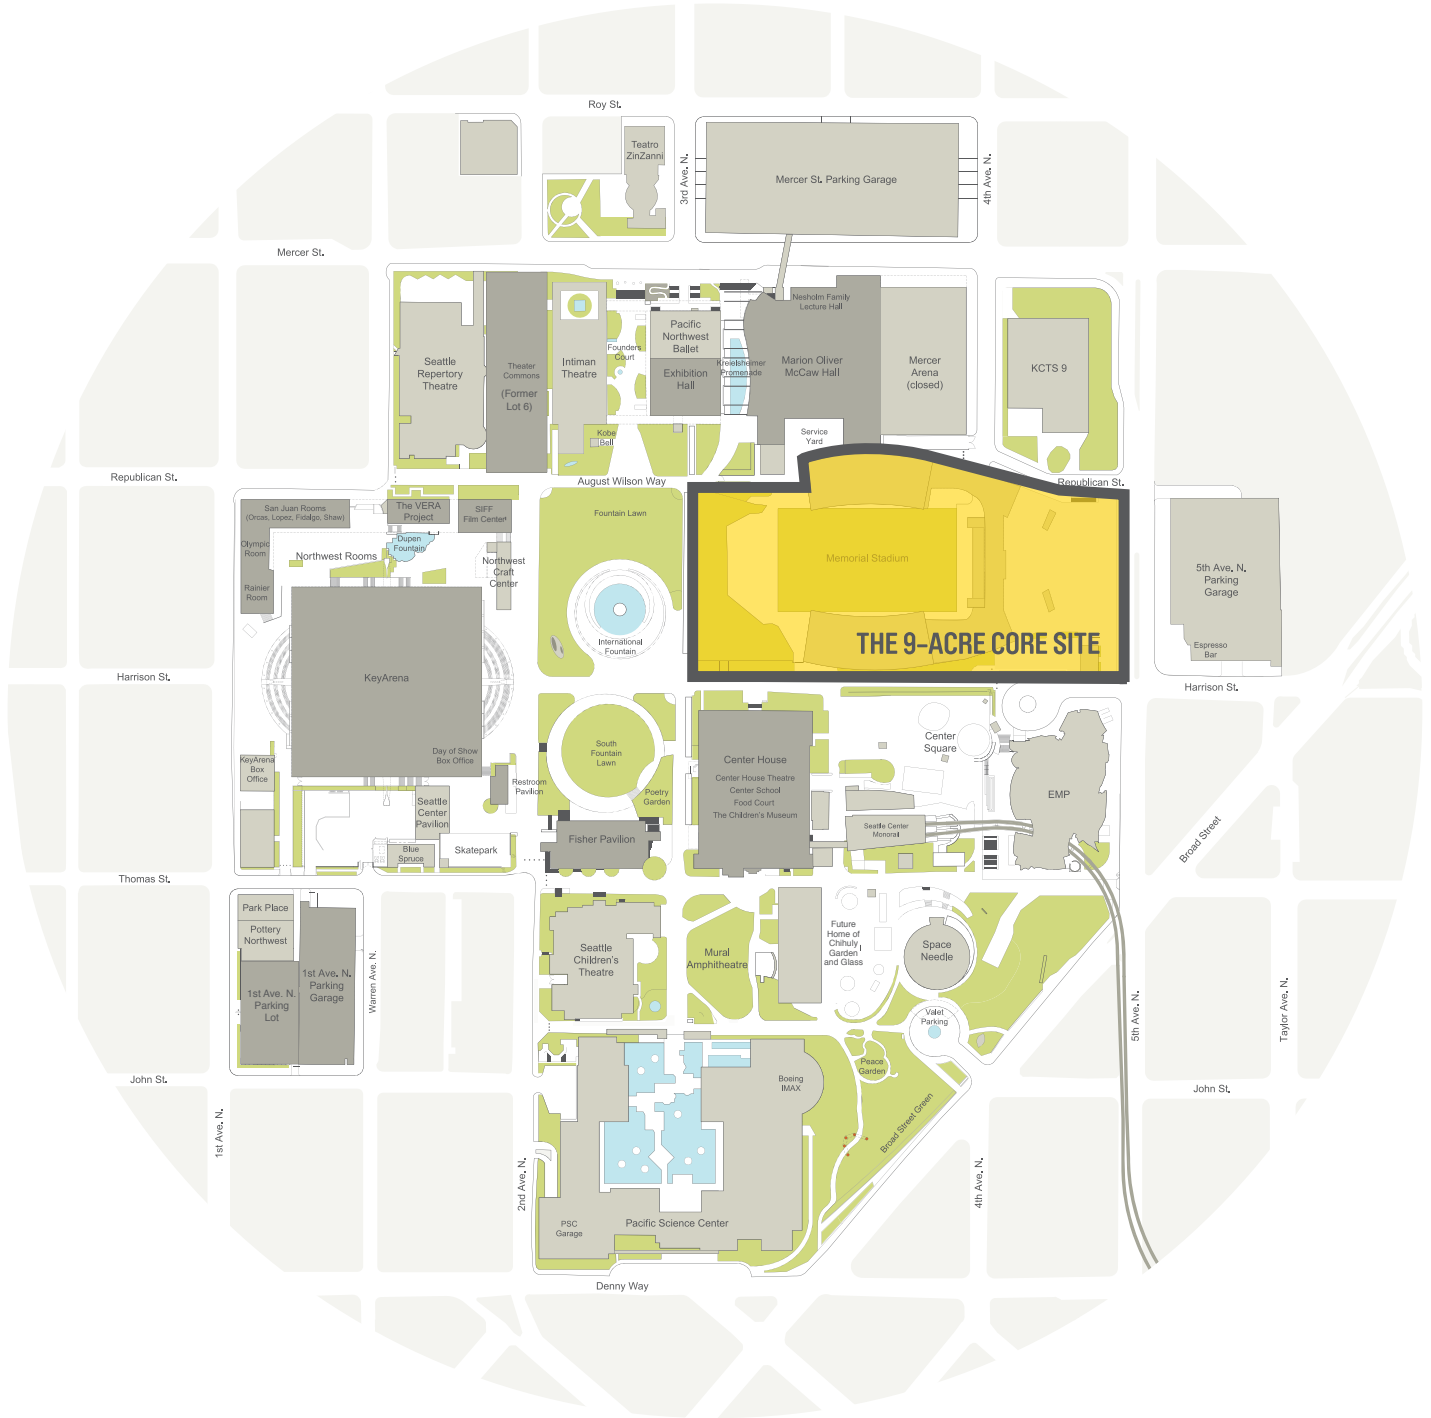 Roy St.
Teatro
ZinZanni
3rd Ave. N.
Mercer St. Parking Garage
4th Ave. N.
Mercer St.
Seattle
Repertory
Theatre
Theater
Commons
(Former
Lot 6)
Intiman
Theatre
Founders
Court
Pacific
Northwest
Ballet
Exhibition
Hall
Kreielsheimer
Promenade
Nesholm Family
Lecture Hall
Marion Oliver
McCaw Hall
Mercer
Arena
(closed)
KCTS 9
Kobe
Bell
Service
Yard
Republican St.
August Wilson Way
Republican St.
San Juan Rooms
(Orcas, Lopez, Fidalgo, Shaw)
The VERA
Project
SIFF
Film Center
Fountain Lawn
Olympic
Room
Northwest Rooms
Dupen
Fountain
Northwest
Craft
Center
Rainier
Room
Memorial Stadium
5th Ave. N.
Parking
Garage
International
Fountain
THE 9-ACRE CORE SITE
Espresso
Bar
Harrison St.
KeyArena
Harrison St.
Day of Show
Box Office
KeyArena
Box
Office
South
Fountain
Lawn
Center House
Center House Theatre
Center School
Food Court
The Children's Museum
Center
Square
EMP
Restroom
Pavilion
Poetry
Garden
Seattle
Center
Pavilion
Blue
Spruce
Skatepark
Fisher Pavilion
Seattle Center
Monorail
Broad Street
Thomas St.
Park Place
Pottery
Northwest
1st Ave. N.
Parking
Lot
1st Ave. N.
Parking
Garage
Warren Ave. N.
Seattle
Children's
Theatre
Mural
Amphitheatre
Future
Home of
Chihuly
Garden
and Glass
Space
Needle
Valet
Parking
5th Ave. N.
Taylor Ave. N.
John St.
Boeing
IMAX
Peace
Garden
John St.
1st Ave. N.
Broad Street Green
2nd Ave. N.
4th Ave. N.
PSC
Garage
Pacific Science Center
Denny Way